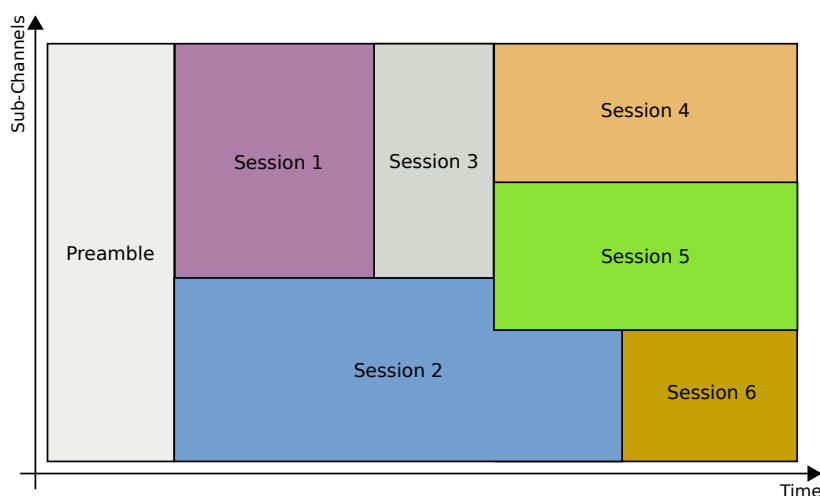 Sub-Channels
Preamble
Session 1
Session 3
Session 4
Session 5
Session 2
Session 6
Time